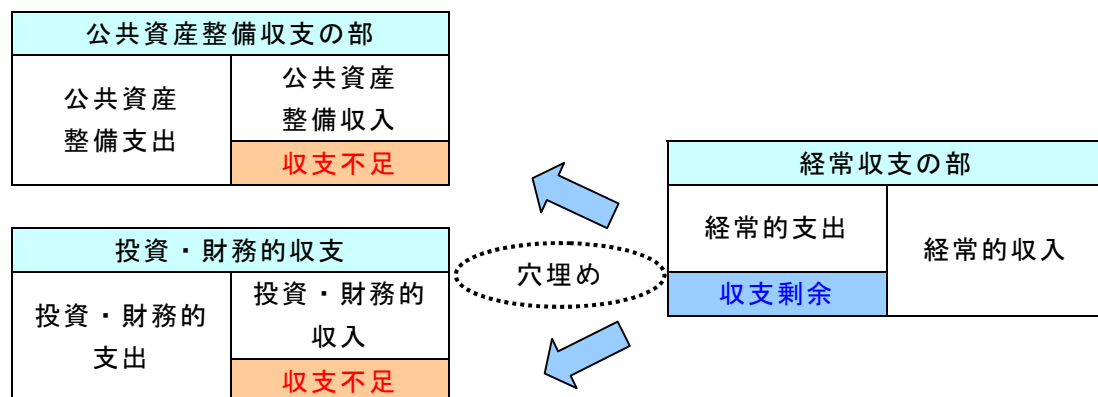 公共資産整備収支の部
公共資産
整備支出
公共資産
整備収入
収支不足
投資・財務的収支
投資・財務的
支出
投資・財務的
収入
収支不足
穴埋め
経常収支の部
経常的支出
収支剰余
経常的収入